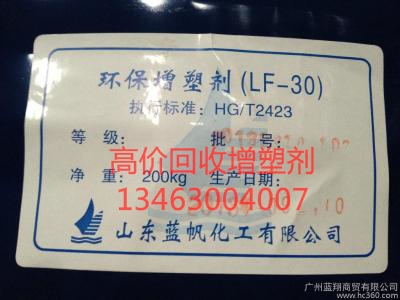 环保增塑剂(LF-30)
执行标准: HG/T2423
等 级: 批 号:
高价回收增塑剂
净 重: 200kg 生产日期:
13463004007
山东蓝帆化工有限公司
广州蓝翔商贸有限公司
www.hc360.com